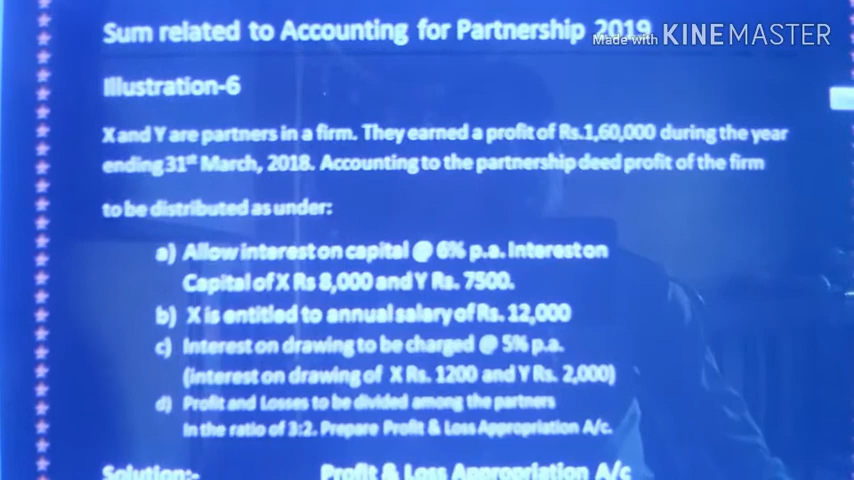 Sum related to Accounting for Partnership 2019
Made with KINEMASTER
Illustration-6
X and Y are partners in a firm. They earned a profit of Rs.1,60,000 during the year
ending 31st March, 2018. Accounting to the partnership deed profit of the firm
to be distributed as under:
a) Allow interest on capital @ 6% p.a. Interest on
Capital of X Rs 8,000 and Y Rs. 7500.
b) X is entitled to annual salary of Rs. 12,000
c) Interest on drawing to be charged @ 5% p.a.
(interest on drawing of X Rs. 1200 and Y Rs. 2,000)
d) Profit and Losses to be divided among the partners
In the ratio of 3:2. Prepare Profit & Loss Appropriation A/c.
Solution:- Profit & Loss Appropriation A/c